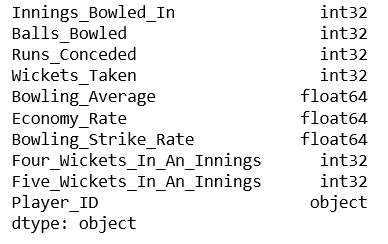 Innings_Bowled_In int32
Balls_Bowled int32
Runs_Conceded int32
Wickets_Taken int32
Bowling_Average float64
Economy_Rate float64
Bowling_Strike_Rate float64
Four_Wickets_In_An_Innings int32
Five_Wickets_In_An_Innings int32
Player_ID object
dtype: object